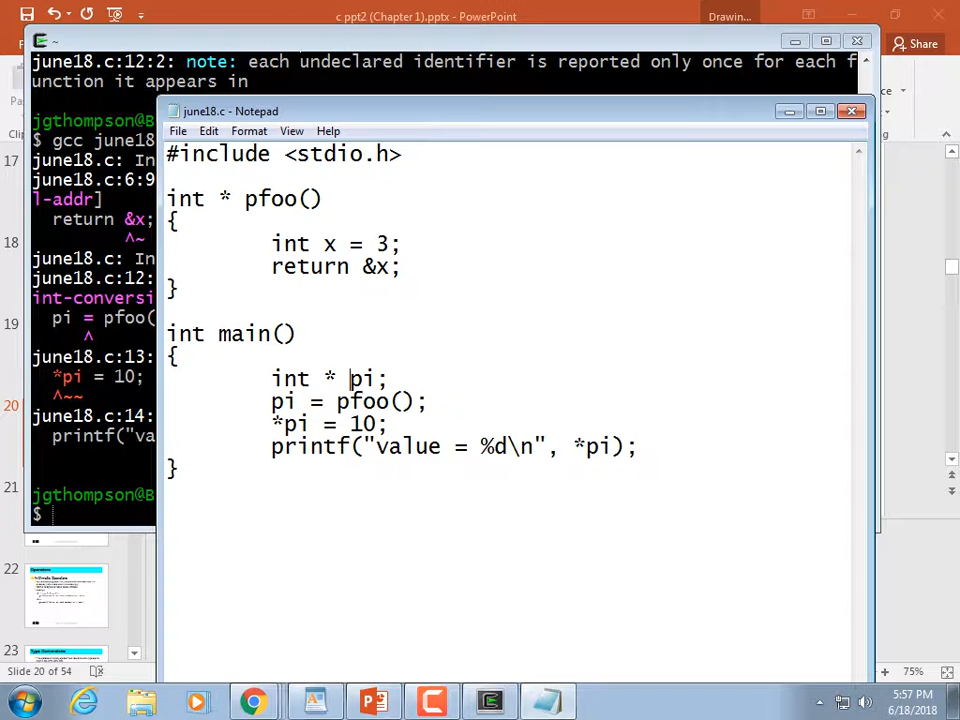 c ppt2 (Chapter 1).pptx - PowerPoint
Drawin...
Share
~
june18.c:12:2: note: each undeclared identifier is reported only once for each f
unction it appears in
jgthompson@B
$ gcc june18
june18.c: In
june18.c:6:9
l-addr]
return &x;
^~
june18.c: In
june18.c:12:
int-conversi
pi = pfoo(
^
june18.c:13:
*pi = 10;
^~~
june18.c:14:
printf("va
jgthompson@B
$
june18.c - Notepad
File Edit Format View Help
#include <stdio.h>
int * pfoo()
{
int x = 3;
return &x;
}
int main()
{
int * pi;
pi = pfoo();
*pi = 10;
printf("value = %d\n", *pi);
}
17
18
19
20
21
22
23
Slide 20 of 54
75%
5:57 PM
6/18/2018